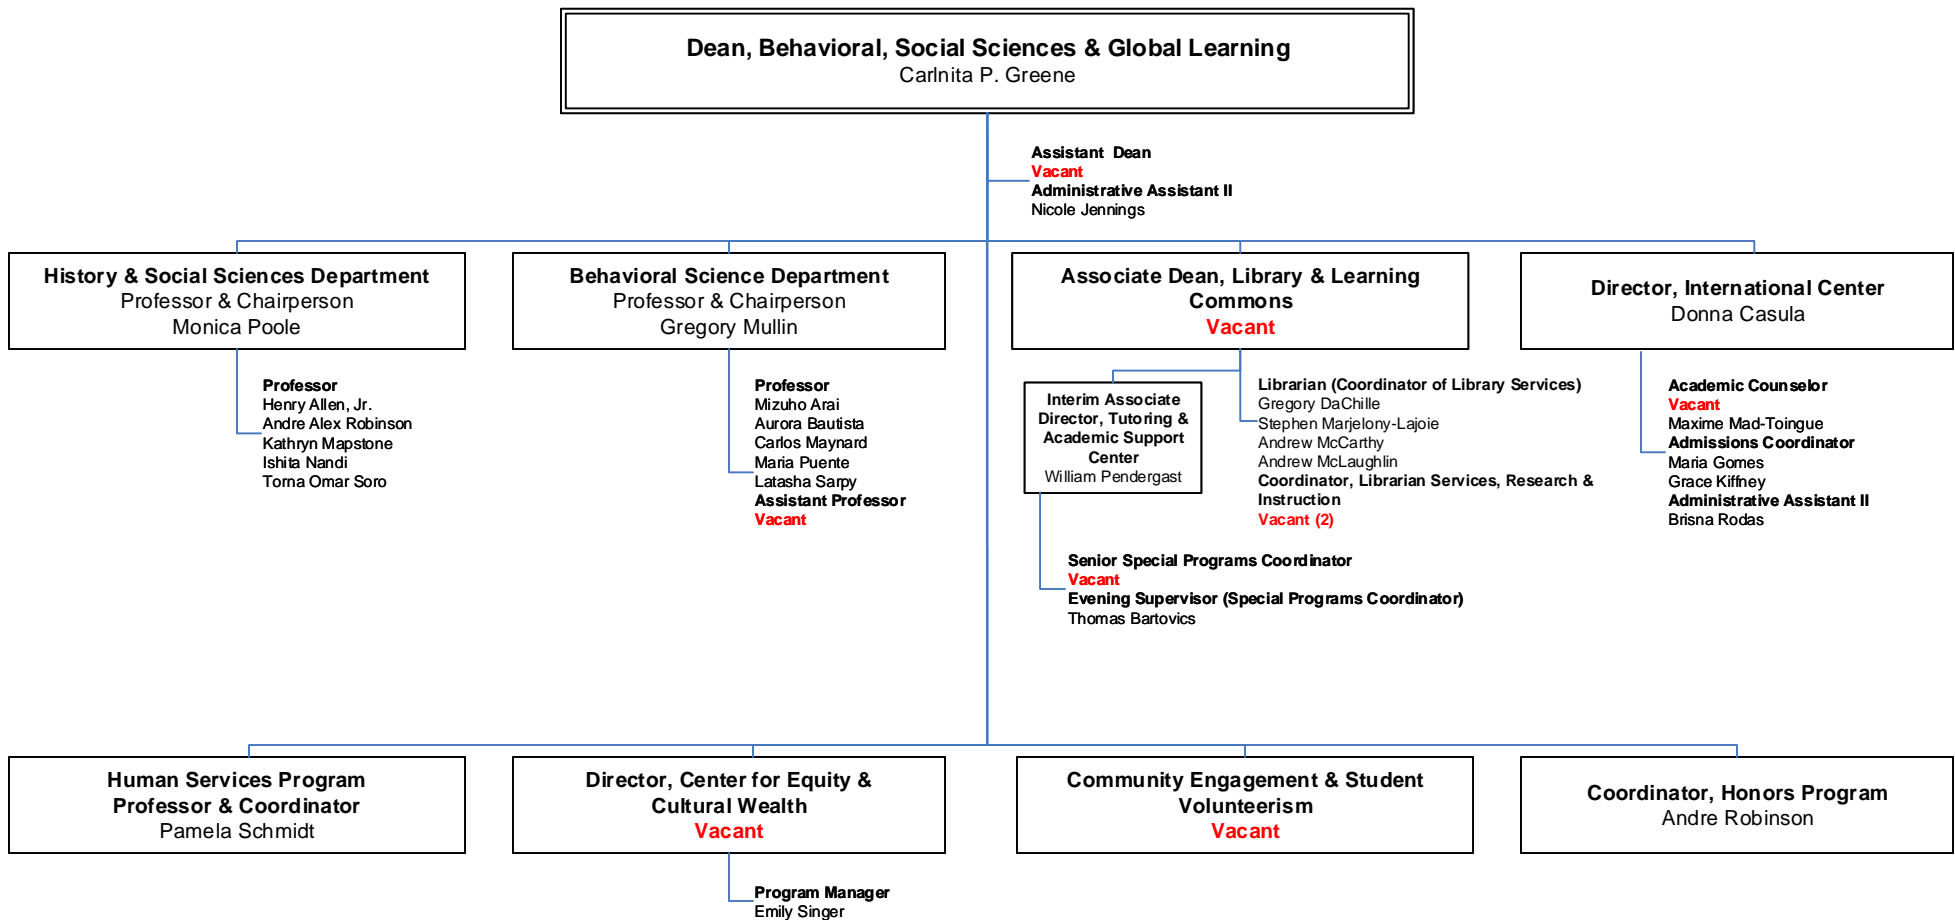 Dean, Behavioral, Social Sciences & Global Learning
Carlnita P. Greene
Assistant Dean
Vacant
Administrative Assistant II
Nicole Jennings
History & Social Sciences Department
Professor & Chairperson
Monica Poole
Professor
Henry Allen, Jr.
Andre Alex Robinson
Kathryn Mapstone
Ishita Nandi
Torna Omar Soro
Behavioral Science Department
Professor & Chairperson
Gregory Mullin
Professor
Mizuho Arai
Aurora Bautista
Carlos Maynard
Maria Puente
Latasha Sarpy
Assistant Professor
Vacant
Associate Dean, Library & Learning
Commons
Vacant
Interim Associate
Director, Tutoring &
Academic Support
Center
William Pendergast
Librarian (Coordinator of Library Services)
Gregory DaChille
Stephen Marjelony-Lajoie
Andrew McCarthy
Andrew McLaughlin
Coordinator, Librarian Services, Research &
Instruction
Vacant (2)
Senior Special Programs Coordinator
Vacant
Evening Supervisor (Special Programs Coordinator)
Thomas Bartovics
Director, International Center
Donna Casula
Academic Counselor
Vacant
Maxime Mad-Toingue
Admissions Coordinator
Maria Gomes
Grace Kiffney
Administrative Assistant II
Brisna Rodas
Human Services Program
Professor & Coordinator
Pamela Schmidt
Director, Center for Equity &
Cultural Wealth
Vacant
Program Manager
Emily Singer
Community Engagement & Student
Volunteerism
Vacant
Coordinator, Honors Program
Andre Robinson